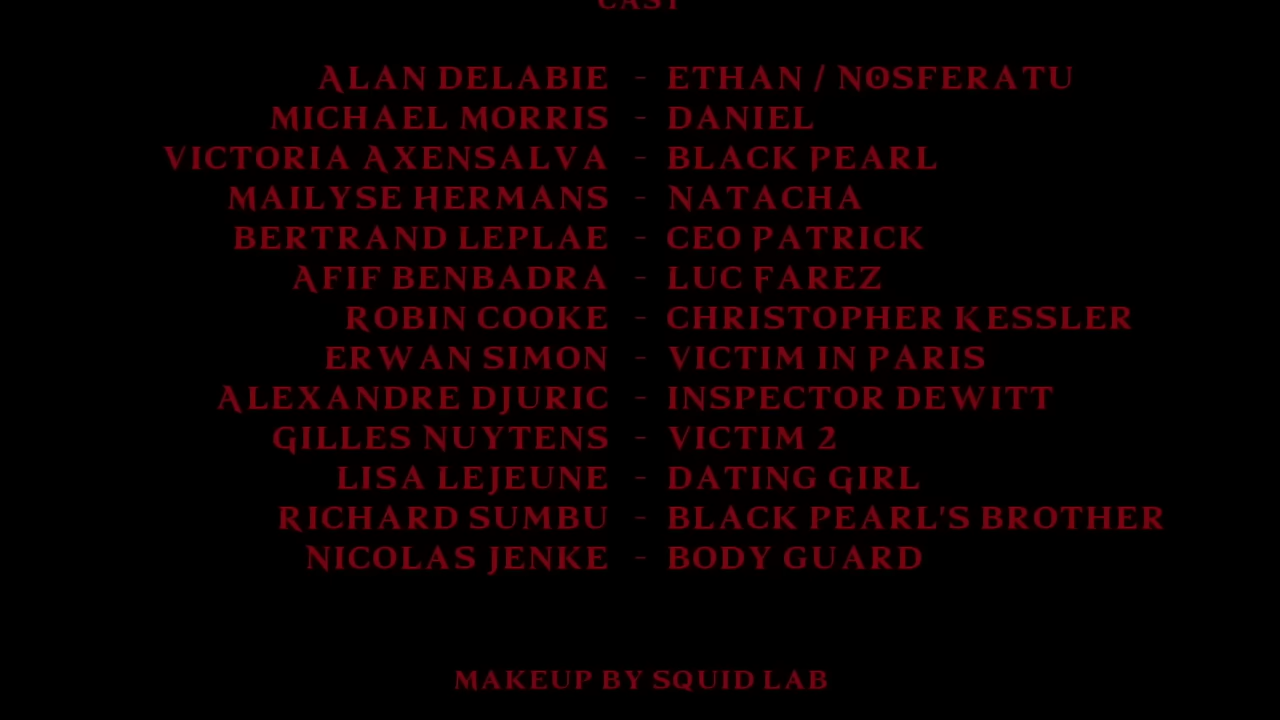 CAST
ALAN DELABIE - ETHAN / NOSFERATU
MICHAEL MORRIS - DANIEL
VICTORIA AXENSALVA - BLACK PEARL
MAILYSE HERMANS - NATACHA
BERTRAND LEPLAE - CEO PATRICK
AFIF BENBADRA - LUC FAREZ
ROBIN COOKE - CHRISTOPHER KESSLER
ERWAN SIMON - VICTIM IN PARIS
ALEXANDRE DJURIC - INSPECTOR DEWITT
GILLES NUYTENS - VICTIM 2
LISA LEJEUNE - DATING GIRL
RICHARD SUMBU - BLACK PEARL'S BROTHER
NICOLAS JENKE - BODY GUARD
MAKEUP BY SQUID LAB